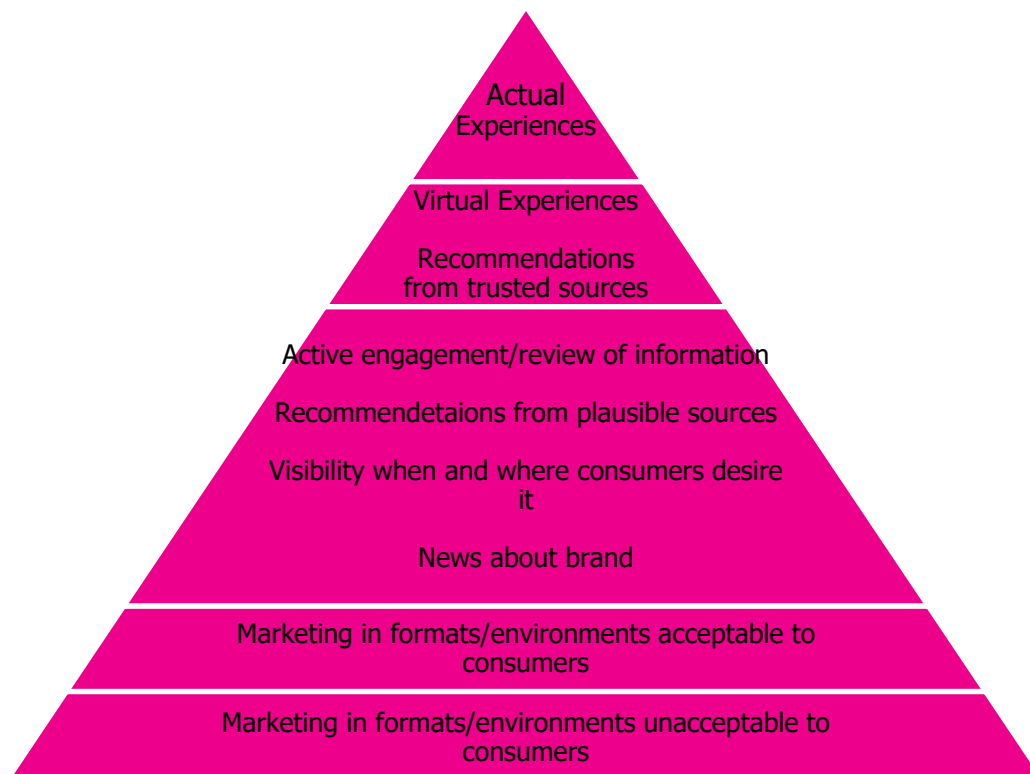 Actual
Experiences
Virtual Experiences
Recommendations
from trusted sources
Active engagement/review of information
Recommendetaions from plausible sources
Visibility when and where consumers desire
it
News about brand
Marketing in formats/environments acceptable to
consumers
Marketing in formats/environments unacceptable to
consumers